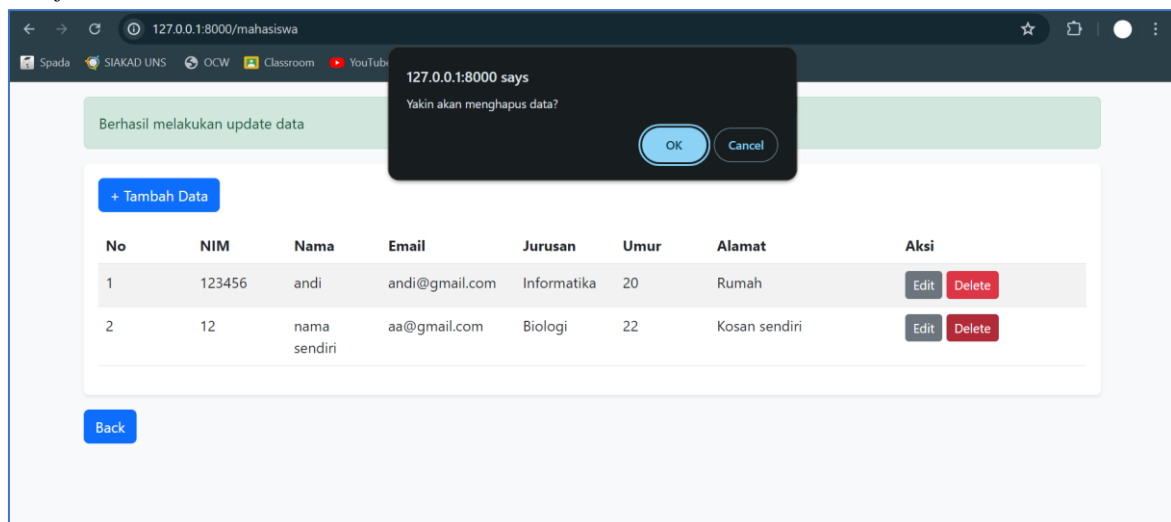 127.0.0.1:8000/mahasiswa
Spada SIAKAD UNS OCW Classroom
127.0.0.1:8000 says
Yakin akan menghapus data?
OK Cancel
Berhasil melakukan update data
+ Tambah Data
No NIM Nama Email Jurusan Umur Alamat Aksi
1 123456 andi andi@gmail.com Informatika 20 Rumah Edit Delete
2 12 nama sendiri aa@gmail.com Biologi 22 Kosan sendiri Edit Delete
Back